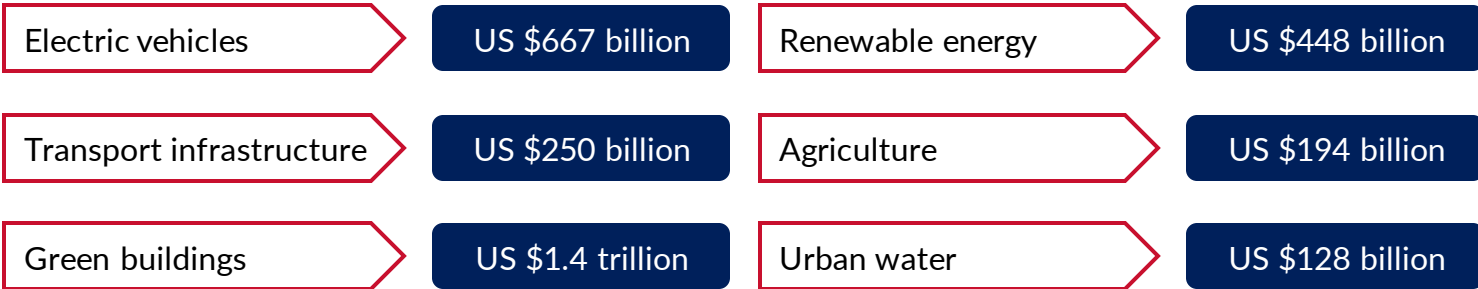 Electric vehicles US $667 billion Renewable energy US $448 billion
Transport infrastructure US $250 billion Agriculture US $194 billion
Green buildings US $1.4 trillion Urban water US $128 billion